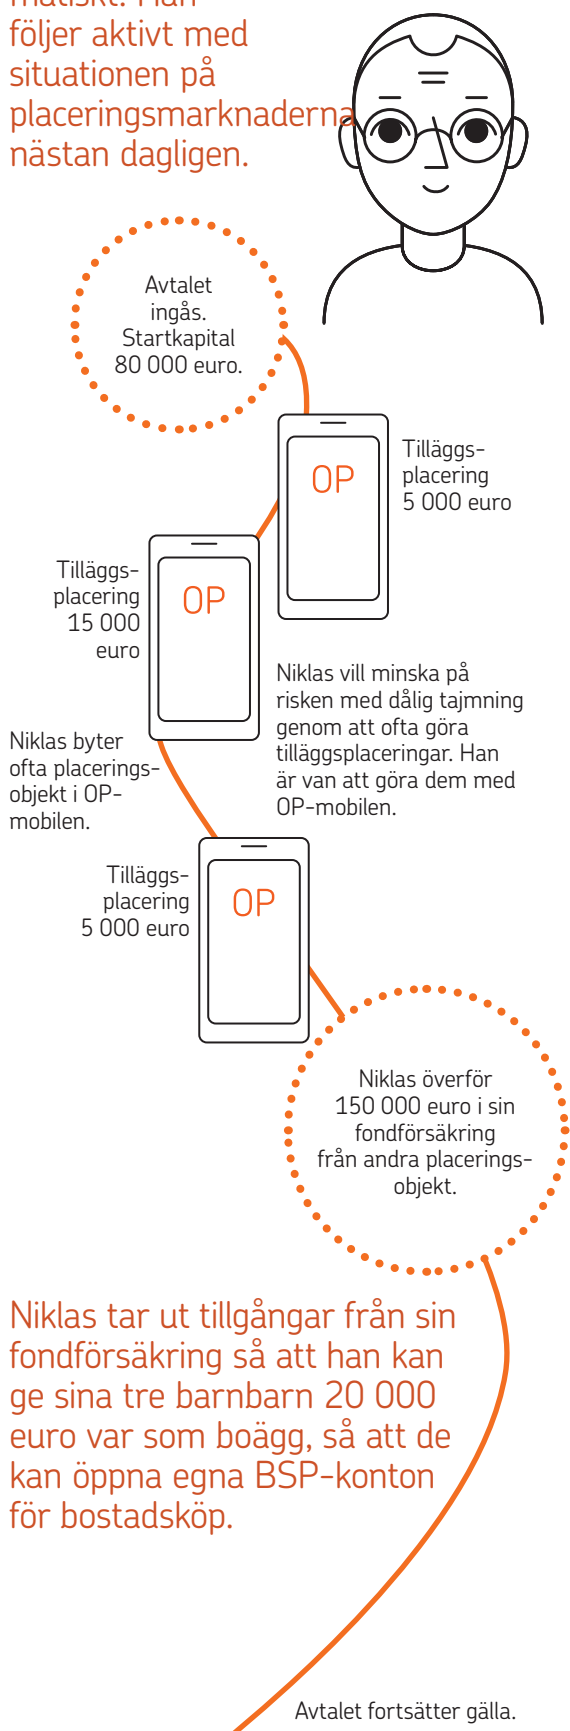 matiskt. Han
följer aktivt med
situationen på
placeringsmarknaderna
nästan dagligen.
Avtalet
ingås.
Startkapital
80 000 euro.
OP
Tilläggs-
placering
5 000 euro
Tilläggs-
placering
15 000
euro
OP
Niklas vill minska på
risken med dålig tajmning
genom att ofta göra
tilläggsplaceringar. Han
är van att göra dem med
OP-mobilen.
Niklas byter
ofta placerings-
objekt i OP-
mobilen.
Tilläggs-
placering
5 000 euro
OP
Niklas överför
150 000 euro i sin
fondförsäkring
från andra placerings-
objekt.
Niklas tar ut tillgångar från sin
fondförsäkring så att han kan
ge sina tre barnbarn 20 000
euro var som boägg, så att de
kan öppna egna BSP-konton
för bostadsköp.
Avtalet fortsätter gälla.